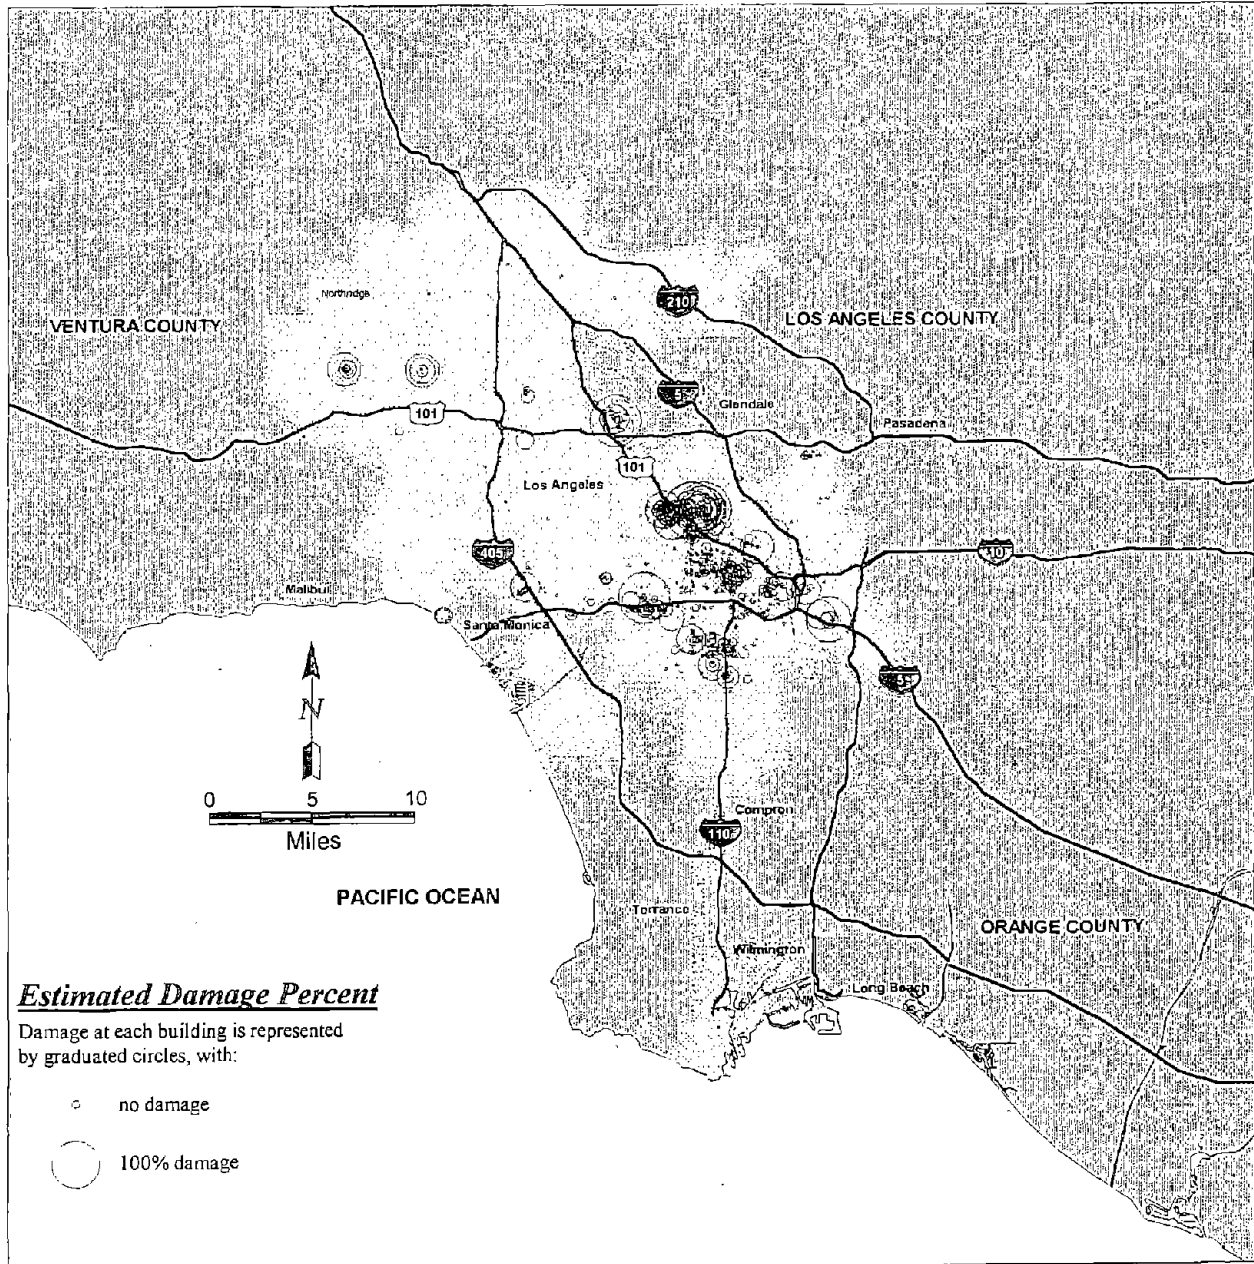 210
Northridge
VENTURA COUNTY
LOS ANGELES COUNTY
5
Glendale
101
Pasadena
101
Los Angeles
405
10
Malibu
Santa Monica
5
N
0 5 10
Miles
Compton
110
PACIFIC OCEAN
Torrance
ORANGE COUNTY
Wilmington
Long Beach
Estimated Damage Percent
Damage at each building is represented
by graduated circles, with:
no damage
100% damage